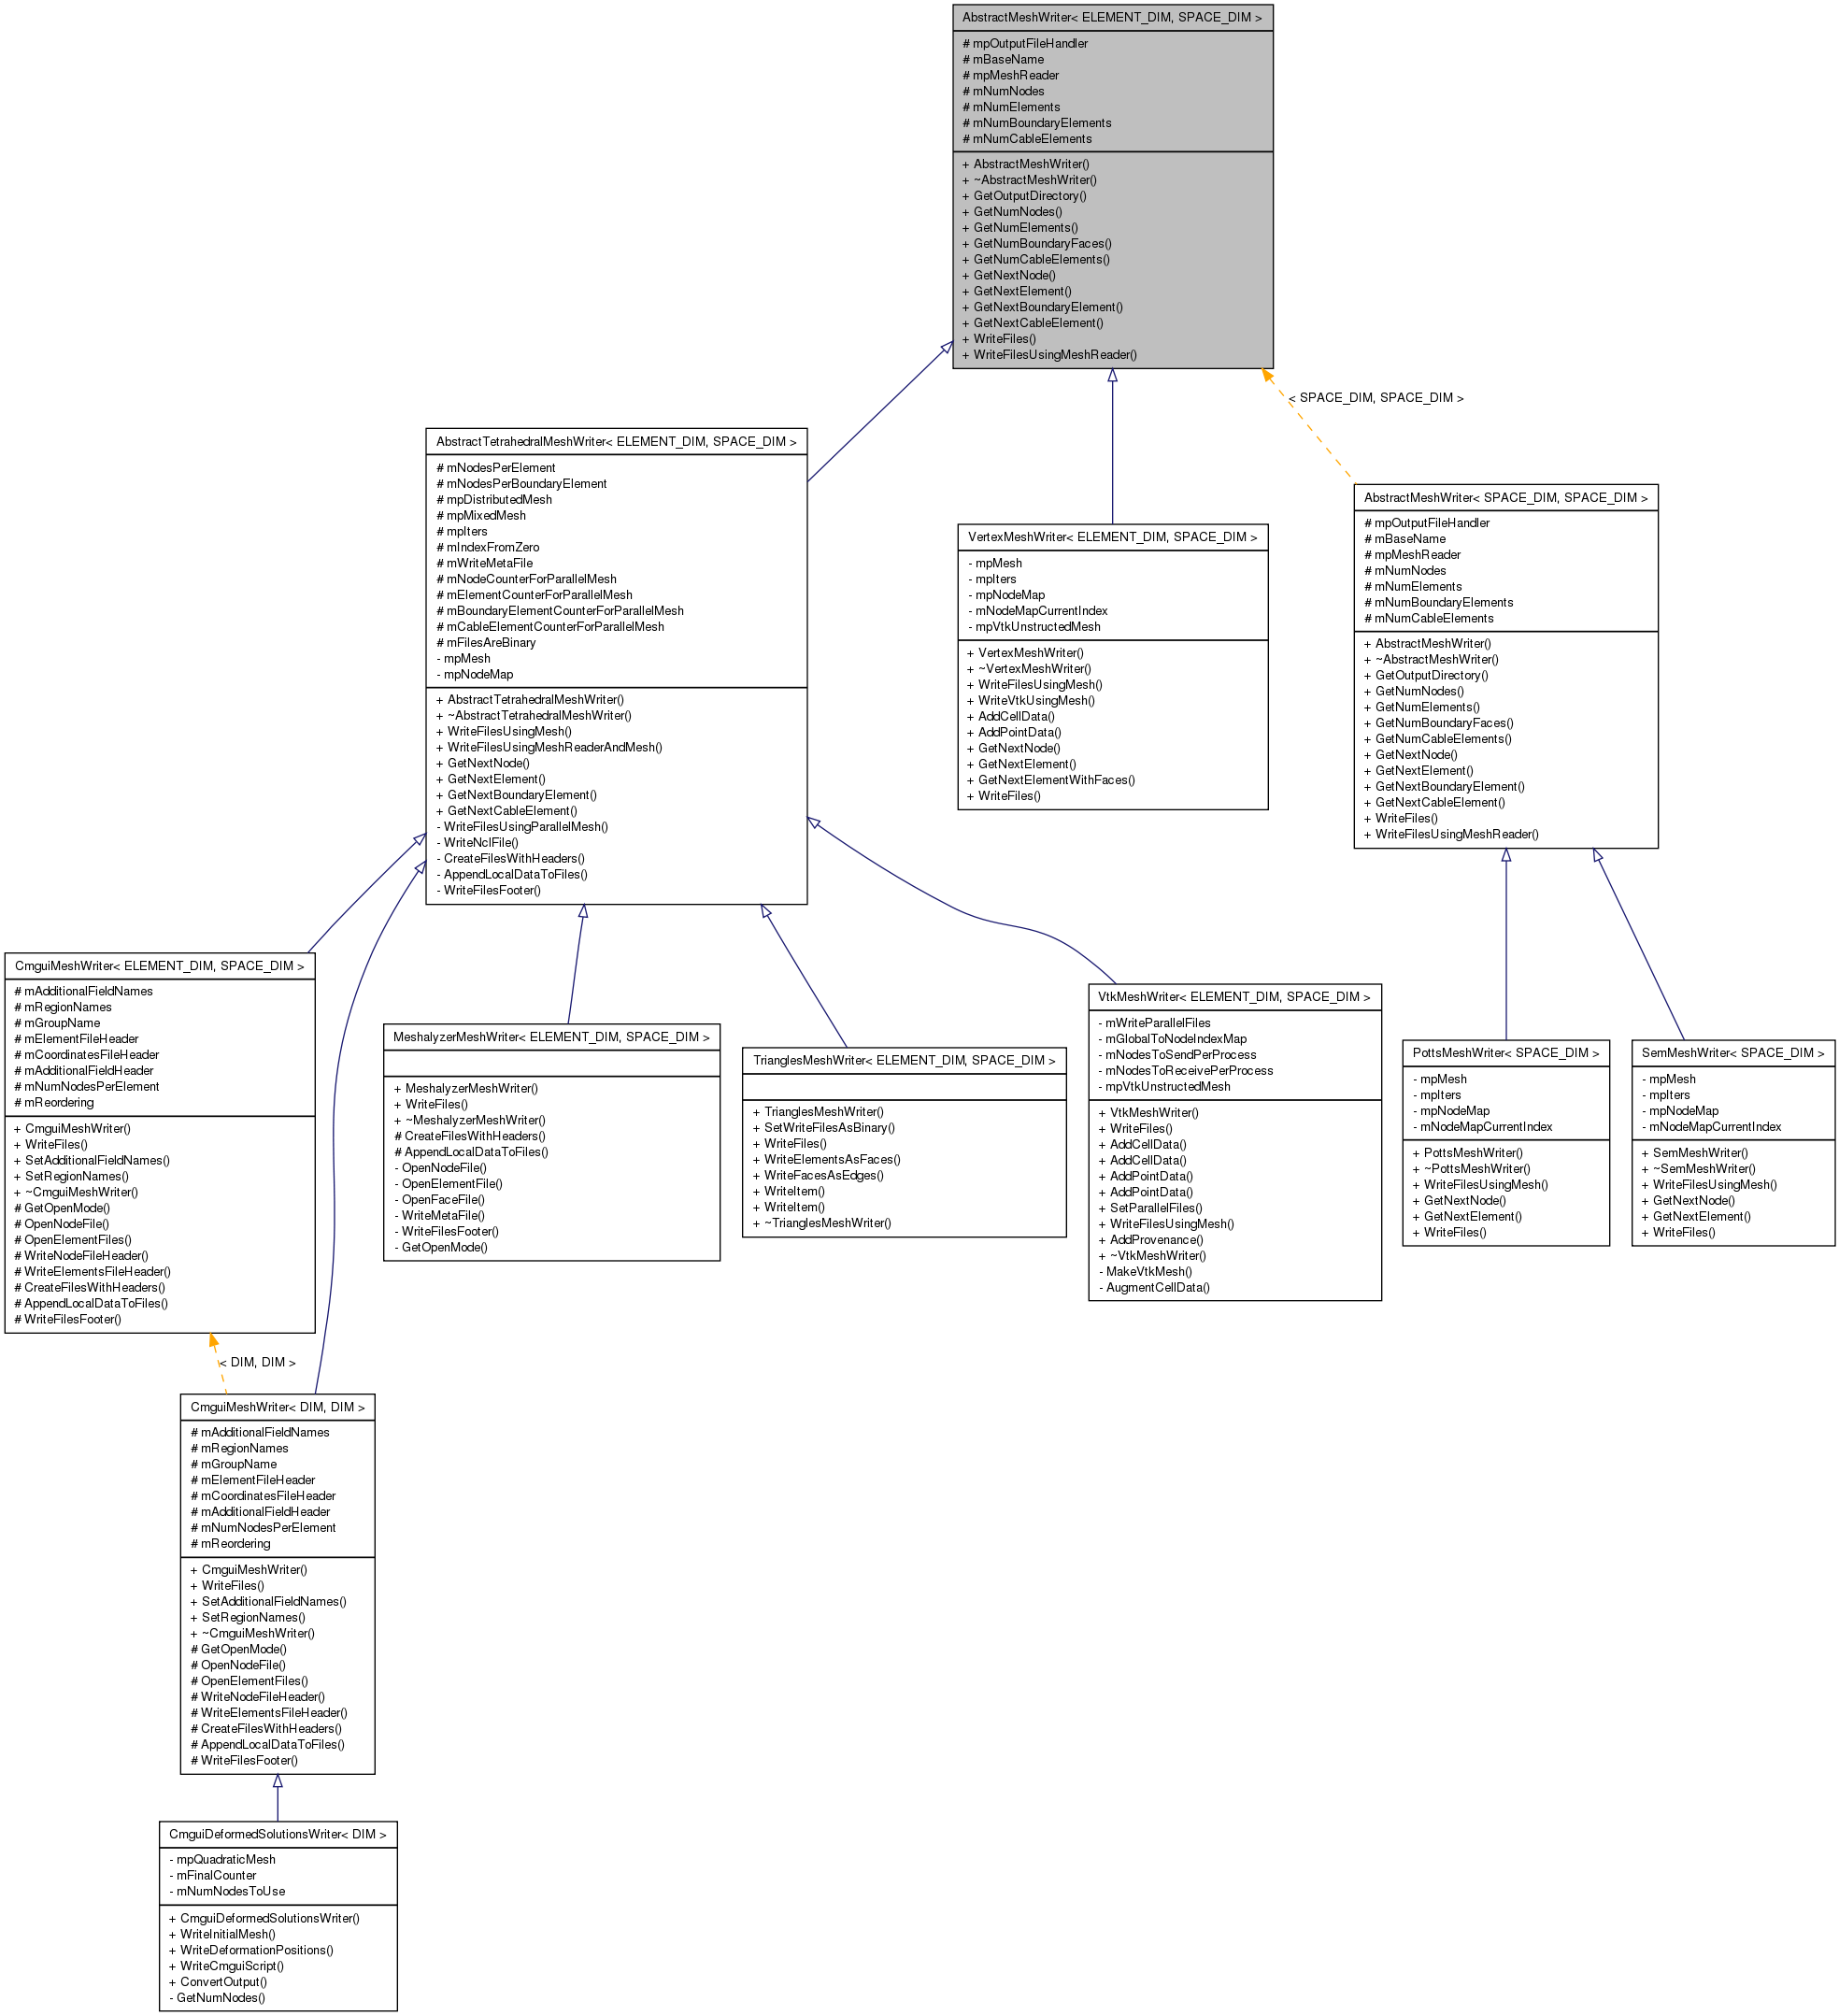 AbstractMeshWriter< ELEMENT_DIM, SPACE_DIM >
# mpOutputFileHandler
# mBaseName
# mpMeshReader
# mNumNodes
# mNumElements
# mNumBoundaryElements
# mNumCableElements
+ AbstractMeshWriter()
+ ~AbstractMeshWriter()
+ GetOutputDirectory()
+ GetNumNodes()
+ GetNumElements()
+ GetNumBoundaryFaces()
+ GetNumCableElements()
+ GetNextNode()
+ GetNextElement()
+ GetNextBoundaryElement()
+ GetNextCableElement()
+ WriteFiles()
+ WriteFilesUsingMeshReader()
< SPACE_DIM, SPACE_DIM >
AbstractTetrahedralMeshWriter< ELEMENT_DIM, SPACE_DIM >
# mNodesPerElement
# mNodesPerBoundaryElement
# mpDistributedMesh
# mpMixedMesh
# mpIters
# mIndexFromZero
# mWriteMetaFile
# mNodeCounterForParallelMesh
# mElementCounterForParallelMesh
# mBoundaryElementCounterForParallelMesh
# mCableElementCounterForParallelMesh
# mFilesAreBinary
- mpMesh
- mpNodeMap
+ AbstractTetrahedralMeshWriter()
+ ~AbstractTetrahedralMeshWriter()
+ WriteFilesUsingMesh()
+ WriteFilesUsingMeshReaderAndMesh()
+ GetNextNode()
+ GetNextElement()
+ GetNextBoundaryElement()
+ GetNextCableElement()
- WriteFilesUsingParallelMesh()
- WriteNclFile()
- CreateFilesWithHeaders()
- AppendLocalDataToFiles()
- WriteFilesFooter()
VertexMeshWriter< ELEMENT_DIM, SPACE_DIM >
- mpMesh
- mpIters
- mpNodeMap
- mNodeMapCurrentIndex
- mpVtkUnstructedMesh
+ VertexMeshWriter()
+ ~VertexMeshWriter()
+ WriteFilesUsingMesh()
+ WriteVtkUsingMesh()
+ AddCellData()
+ AddPointData()
+ GetNextNode()
+ GetNextElement()
+ GetNextElementWithFaces()
+ WriteFiles()
AbstractMeshWriter< SPACE_DIM, SPACE_DIM >
# mpOutputFileHandler
# mBaseName
# mpMeshReader
# mNumNodes
# mNumElements
# mNumBoundaryElements
# mNumCableElements
+ AbstractMeshWriter()
+ ~AbstractMeshWriter()
+ GetOutputDirectory()
+ GetNumNodes()
+ GetNumElements()
+ GetNumBoundaryFaces()
+ GetNumCableElements()
+ GetNextNode()
+ GetNextElement()
+ GetNextBoundaryElement()
+ GetNextCableElement()
+ WriteFiles()
+ WriteFilesUsingMeshReader()
CmguiMeshWriter< ELEMENT_DIM, SPACE_DIM >
# mAdditionalFieldNames
# mRegionNames
# mGroupName
# mElementFileHeader
# mCoordinatesFileHeader
# mAdditionalFieldHeader
# mNumNodesPerElement
# mReordering
+ CmguiMeshWriter()
+ WriteFiles()
+ SetAdditionalFieldNames()
+ SetRegionNames()
+ ~CmguiMeshWriter()
# GetOpenMode()
# OpenNodeFile()
# OpenElementFiles()
# WriteNodeFileHeader()
# WriteElementsFileHeader()
# CreateFilesWithHeaders()
# AppendLocalDataToFiles()
# WriteFilesFooter()
MeshalyzerMeshWriter< ELEMENT_DIM, SPACE_DIM >
+ MeshalyzerMeshWriter()
+ WriteFiles()
+ ~MeshalyzerMeshWriter()
# CreateFilesWithHeaders()
# AppendLocalDataToFiles()
- OpenNodeFile()
- OpenElementFile()
- OpenFaceFile()
- WriteMetaFile()
- WriteFilesFooter()
- GetOpenMode()
TrianglesMeshWriter< ELEMENT_DIM, SPACE_DIM >
+ TrianglesMeshWriter()
+ SetWriteFilesAsBinary()
+ WriteFiles()
+ WriteElementsAsFaces()
+ WriteFacesAsEdges()
+ WriteItem()
+ WriteItem()
+ ~TrianglesMeshWriter()
VtkMeshWriter< ELEMENT_DIM, SPACE_DIM >
- mWriteParallelFiles
- mGlobalToNodeIndexMap
- mNodesToSendPerProcess
- mNodesToReceivePerProcess
- mpVtkUnstructedMesh
+ VtkMeshWriter()
+ WriteFiles()
+ AddCellData()
+ AddCellData()
+ AddPointData()
+ AddPointData()
+ SetParallelFiles()
+ WriteFilesUsingMesh()
+ AddProvenance()
+ ~VtkMeshWriter()
- MakeVtkMesh()
- AugmentCellData()
PottsMeshWriter< SPACE_DIM >
- mpMesh
- mpIters
- mpNodeMap
- mNodeMapCurrentIndex
+ PottsMeshWriter()
+ ~PottsMeshWriter()
+ WriteFilesUsingMesh()
+ GetNextNode()
+ GetNextElement()
+ WriteFiles()
SemMeshWriter< SPACE_DIM >
- mpMesh
- mpIters
- mpNodeMap
- mNodeMapCurrentIndex
+ SemMeshWriter()
+ ~SemMeshWriter()
+ WriteFilesUsingMesh()
+ GetNextNode()
+ GetNextElement()
+ WriteFiles()
< DIM, DIM >
CmguiMeshWriter< DIM, DIM >
# mAdditionalFieldNames
# mRegionNames
# mGroupName
# mElementFileHeader
# mCoordinatesFileHeader
# mAdditionalFieldHeader
# mNumNodesPerElement
# mReordering
+ CmguiMeshWriter()
+ WriteFiles()
+ SetAdditionalFieldNames()
+ SetRegionNames()
+ ~CmguiMeshWriter()
# GetOpenMode()
# OpenNodeFile()
# OpenElementFiles()
# WriteNodeFileHeader()
# WriteElementsFileHeader()
# CreateFilesWithHeaders()
# AppendLocalDataToFiles()
# WriteFilesFooter()
CmguiDeformedSolutionsWriter< DIM >
- mpQuadraticMesh
- mFinalCounter
- mNumNodesToUse
+ CmguiDeformedSolutionsWriter()
+ WriteInitialMesh()
+ WriteDeformationPositions()
+ WriteCmguiScript()
+ ConvertOutput()
- GetNumNodes()